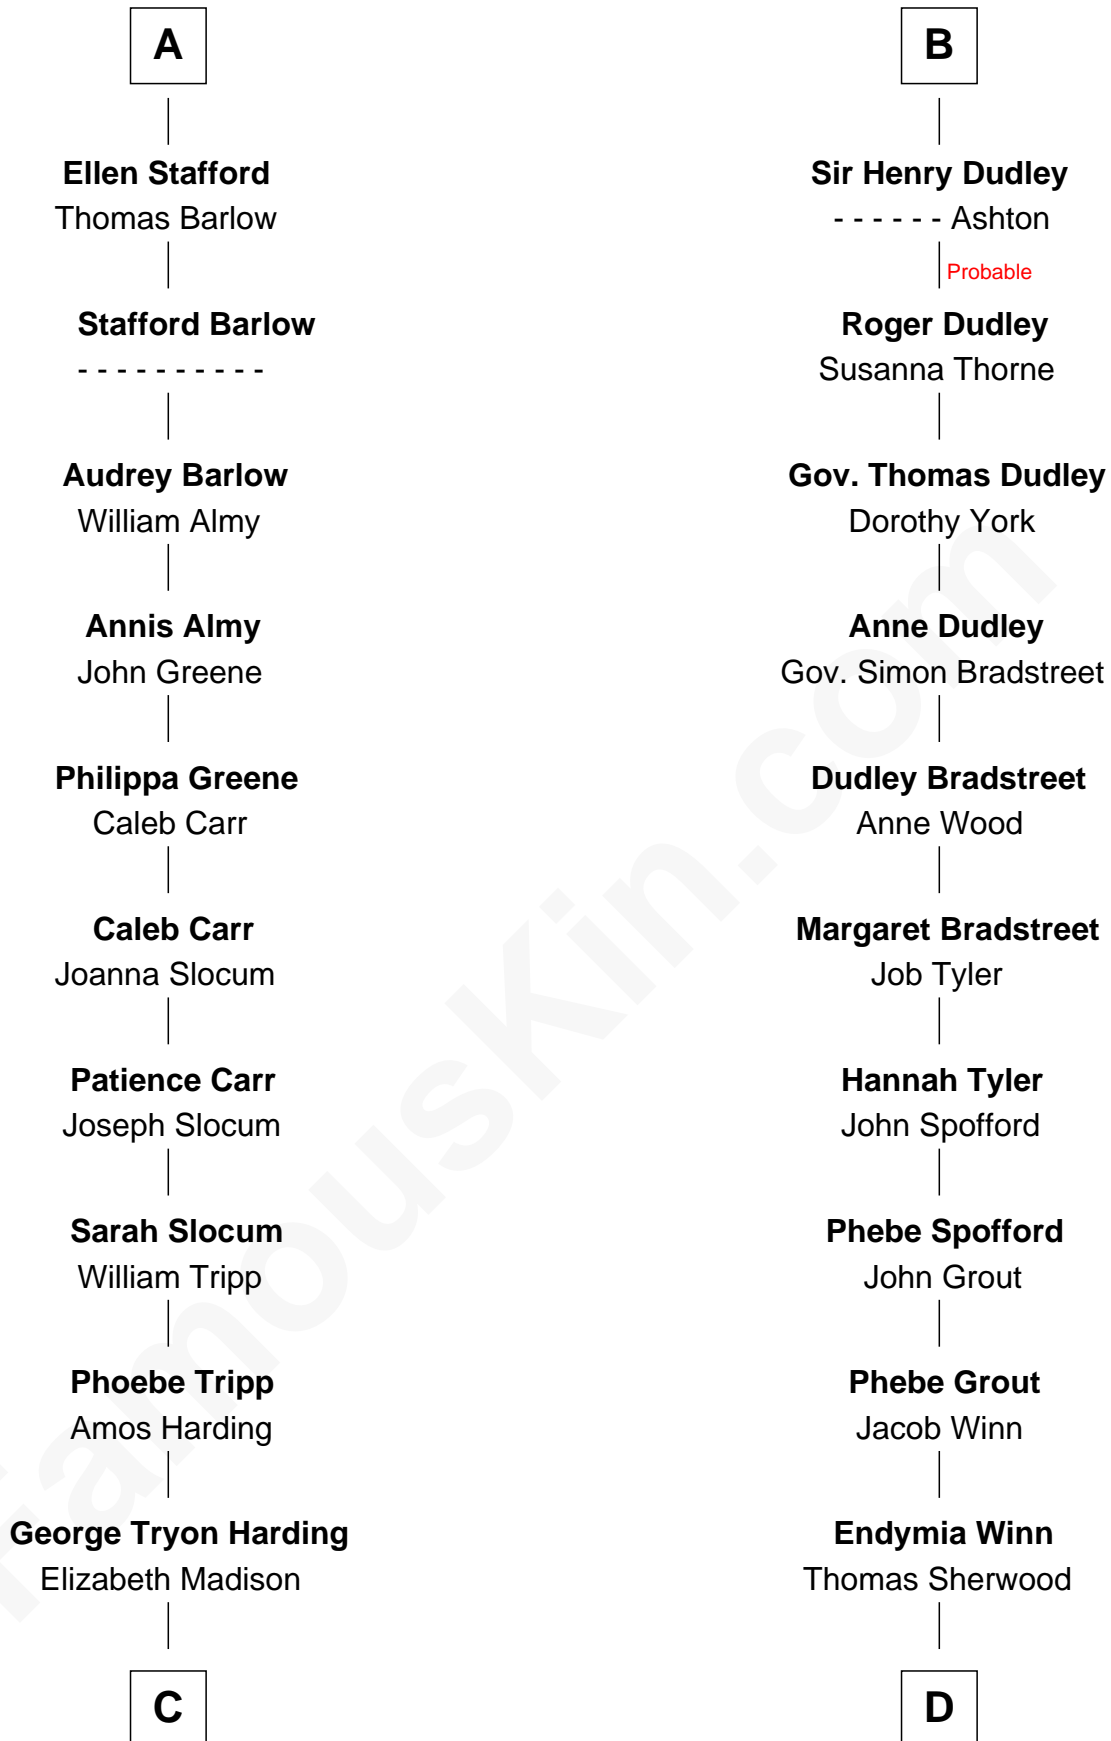 A
Ellen Stafford
Thomas Barlow
Stafford Barlow
- - - - - - - - - -
Audrey Barlow
William Almy
Annis Almy
John Greene
Philippa Greene
Caleb Carr
Caleb Carr
Joanna Slocum
Patience Carr
Joseph Slocum
Sarah Slocum
William Tripp
Phoebe Tripp
Amos Harding
George Tryon Harding
Elizabeth Madison
C
B
Sir Henry Dudley
- - - - - - Ashton
Probable
Roger Dudley
Susanna Thorne
Gov. Thomas Dudley
Dorothy York
Anne Dudley
Gov. Simon Bradstreet
Dudley Bradstreet
Anne Wood
Margaret Bradstreet
Job Tyler
Hannah Tyler
John Spofford
Phebe Spofford
John Grout
Phebe Grout
Jacob Winn
Endymia Winn
Thomas Sherwood
D
FamousKin.com